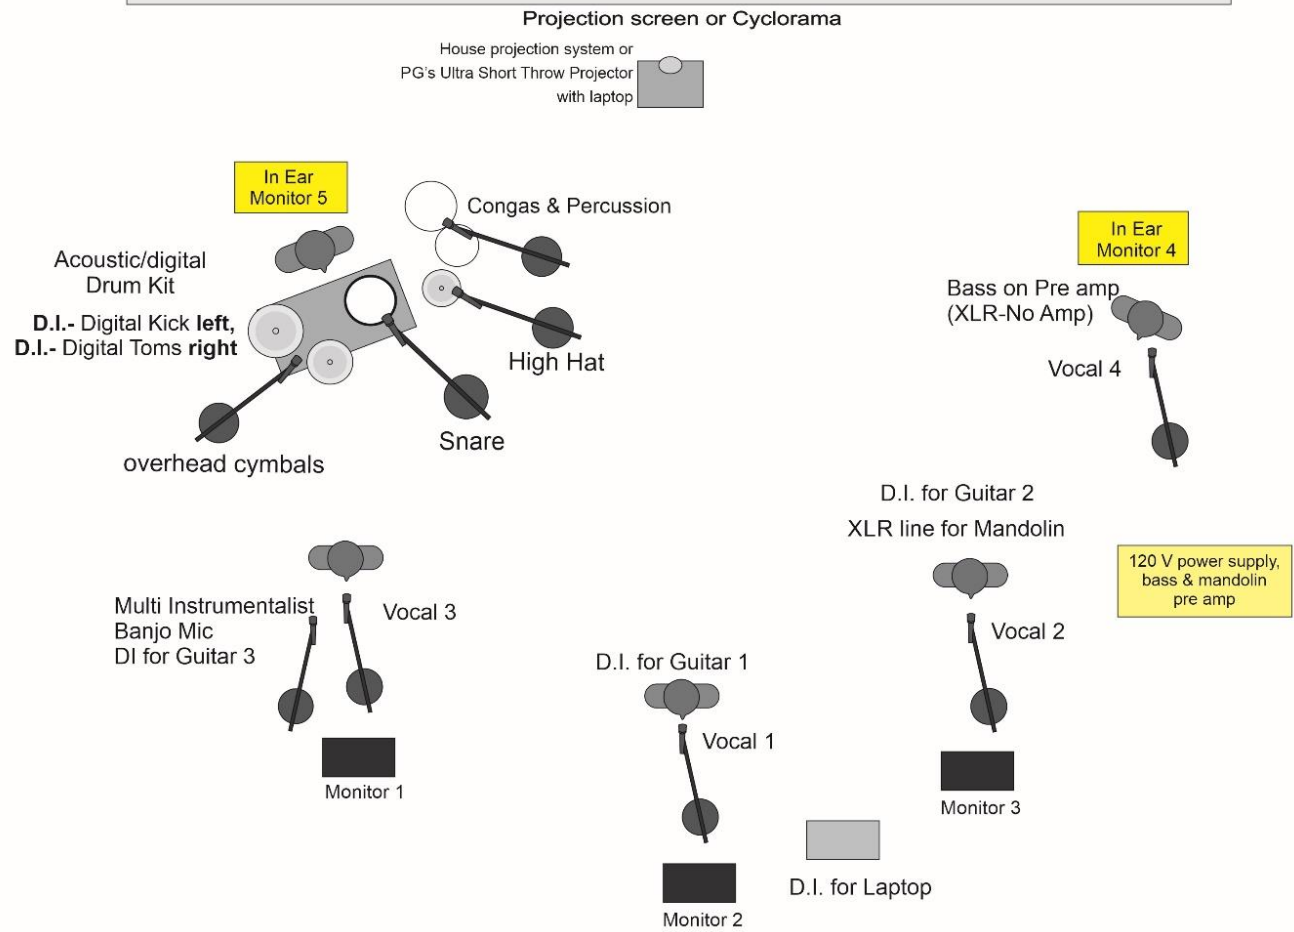 Projection screen or Cyclorama
House projection system or
PG's Ultra Short Throw Projector
with laptop
In Ear
Monitor 5
Congas & Percussion
In Ear
Monitor 4
Acoustic/digital
Drum Kit
D.I.- Digital Kick left,
D.I.- Digital Toms right
Bass on Pre amp
(XLR-No Amp)
High Hat
Vocal 4
Snare
overhead cymbals
D.I. for Guitar 2
XLR line for Mandolin
120 V power supply,
bass & mandolin
pre amp
Multi Instrumentalist
Banjo Mic
DI for Guitar 3
Vocal 3
Vocal 2
D.I. for Guitar 1
Vocal 1
Monitor 1
Monitor 3
D.I. for Laptop
Monitor 2